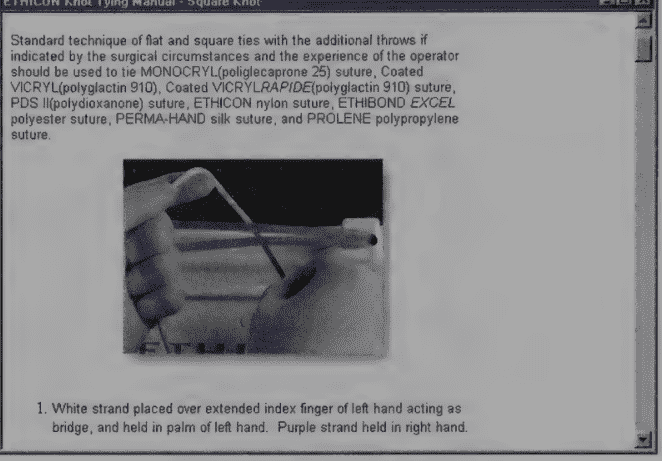 ETHICON Knot Tying Manual - Square Knot
Standard technique of flat and square ties with the additional throws if
indicated by the surgical circumstances and the experience of the operator
should be used to tie MONOCRYL(poliglecaprone 25) suture, Coated
VICRYL(polyglactin 910), Coated VICRYLRAPIDE(polyglactin 910) suture,
PDS II(polydioxanone) suture, ETHICON nylon suture, ETHIBOND EXCEL
polyester suture, PERMA-HAND silk suture, and PROLENE polypropylene
suture.
1. White strand placed over extended index finger of left hand acting as
bridge, and held in palm of left hand. Purple strand held in right hand.